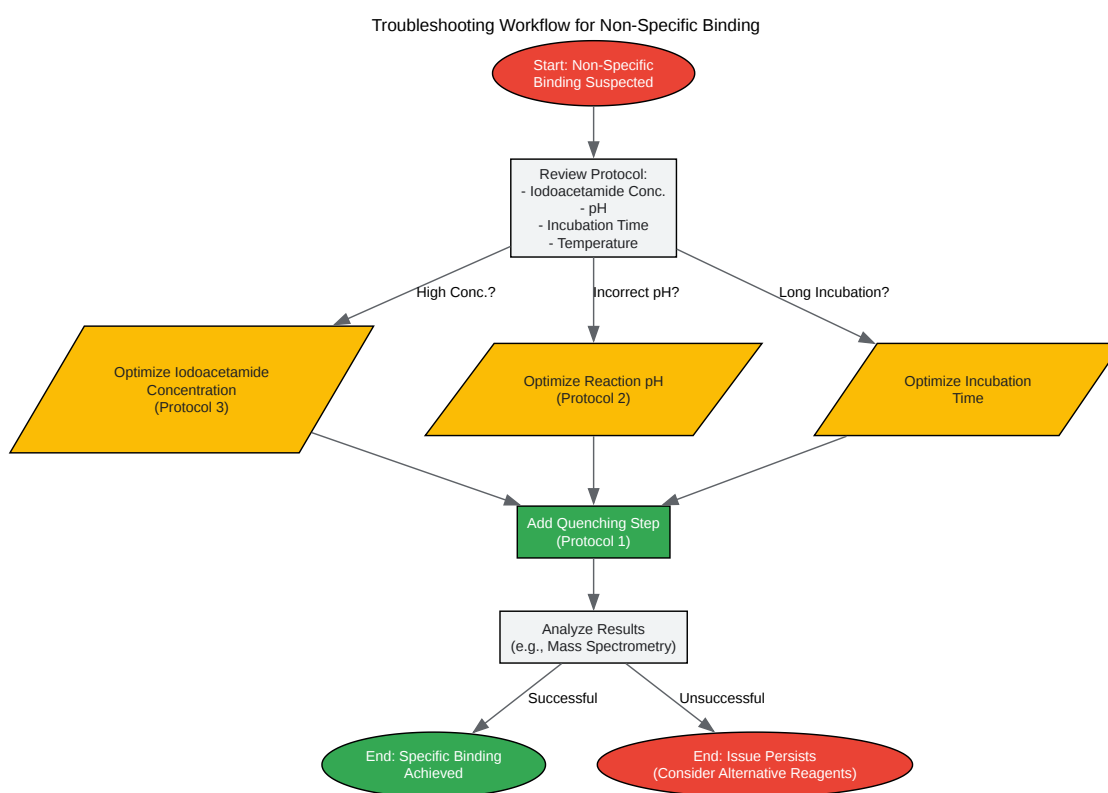 Troubleshooting Workflow for Non-Specific Binding
Start: Non-Specific
Binding Suspected
Review Protocol:
- Iodoacetamide Conc.
- pH
- Incubation Time
- Temperature
High Conc.?
Incorrect pH?
Long Incubation?
Optimize Iodoacetamide
Concentration
(Protocol 3)
Optimize Reaction pH
(Protocol 2)
Optimize Incubation
Time
Add Quenching Step
(Protocol 1)
Analyze Results
(e.g., Mass Spectrometry)
Successful
Unsuccessful
End: Specific Binding
Achieved
End: Issue Persists
(Consider Alternative Reagents)